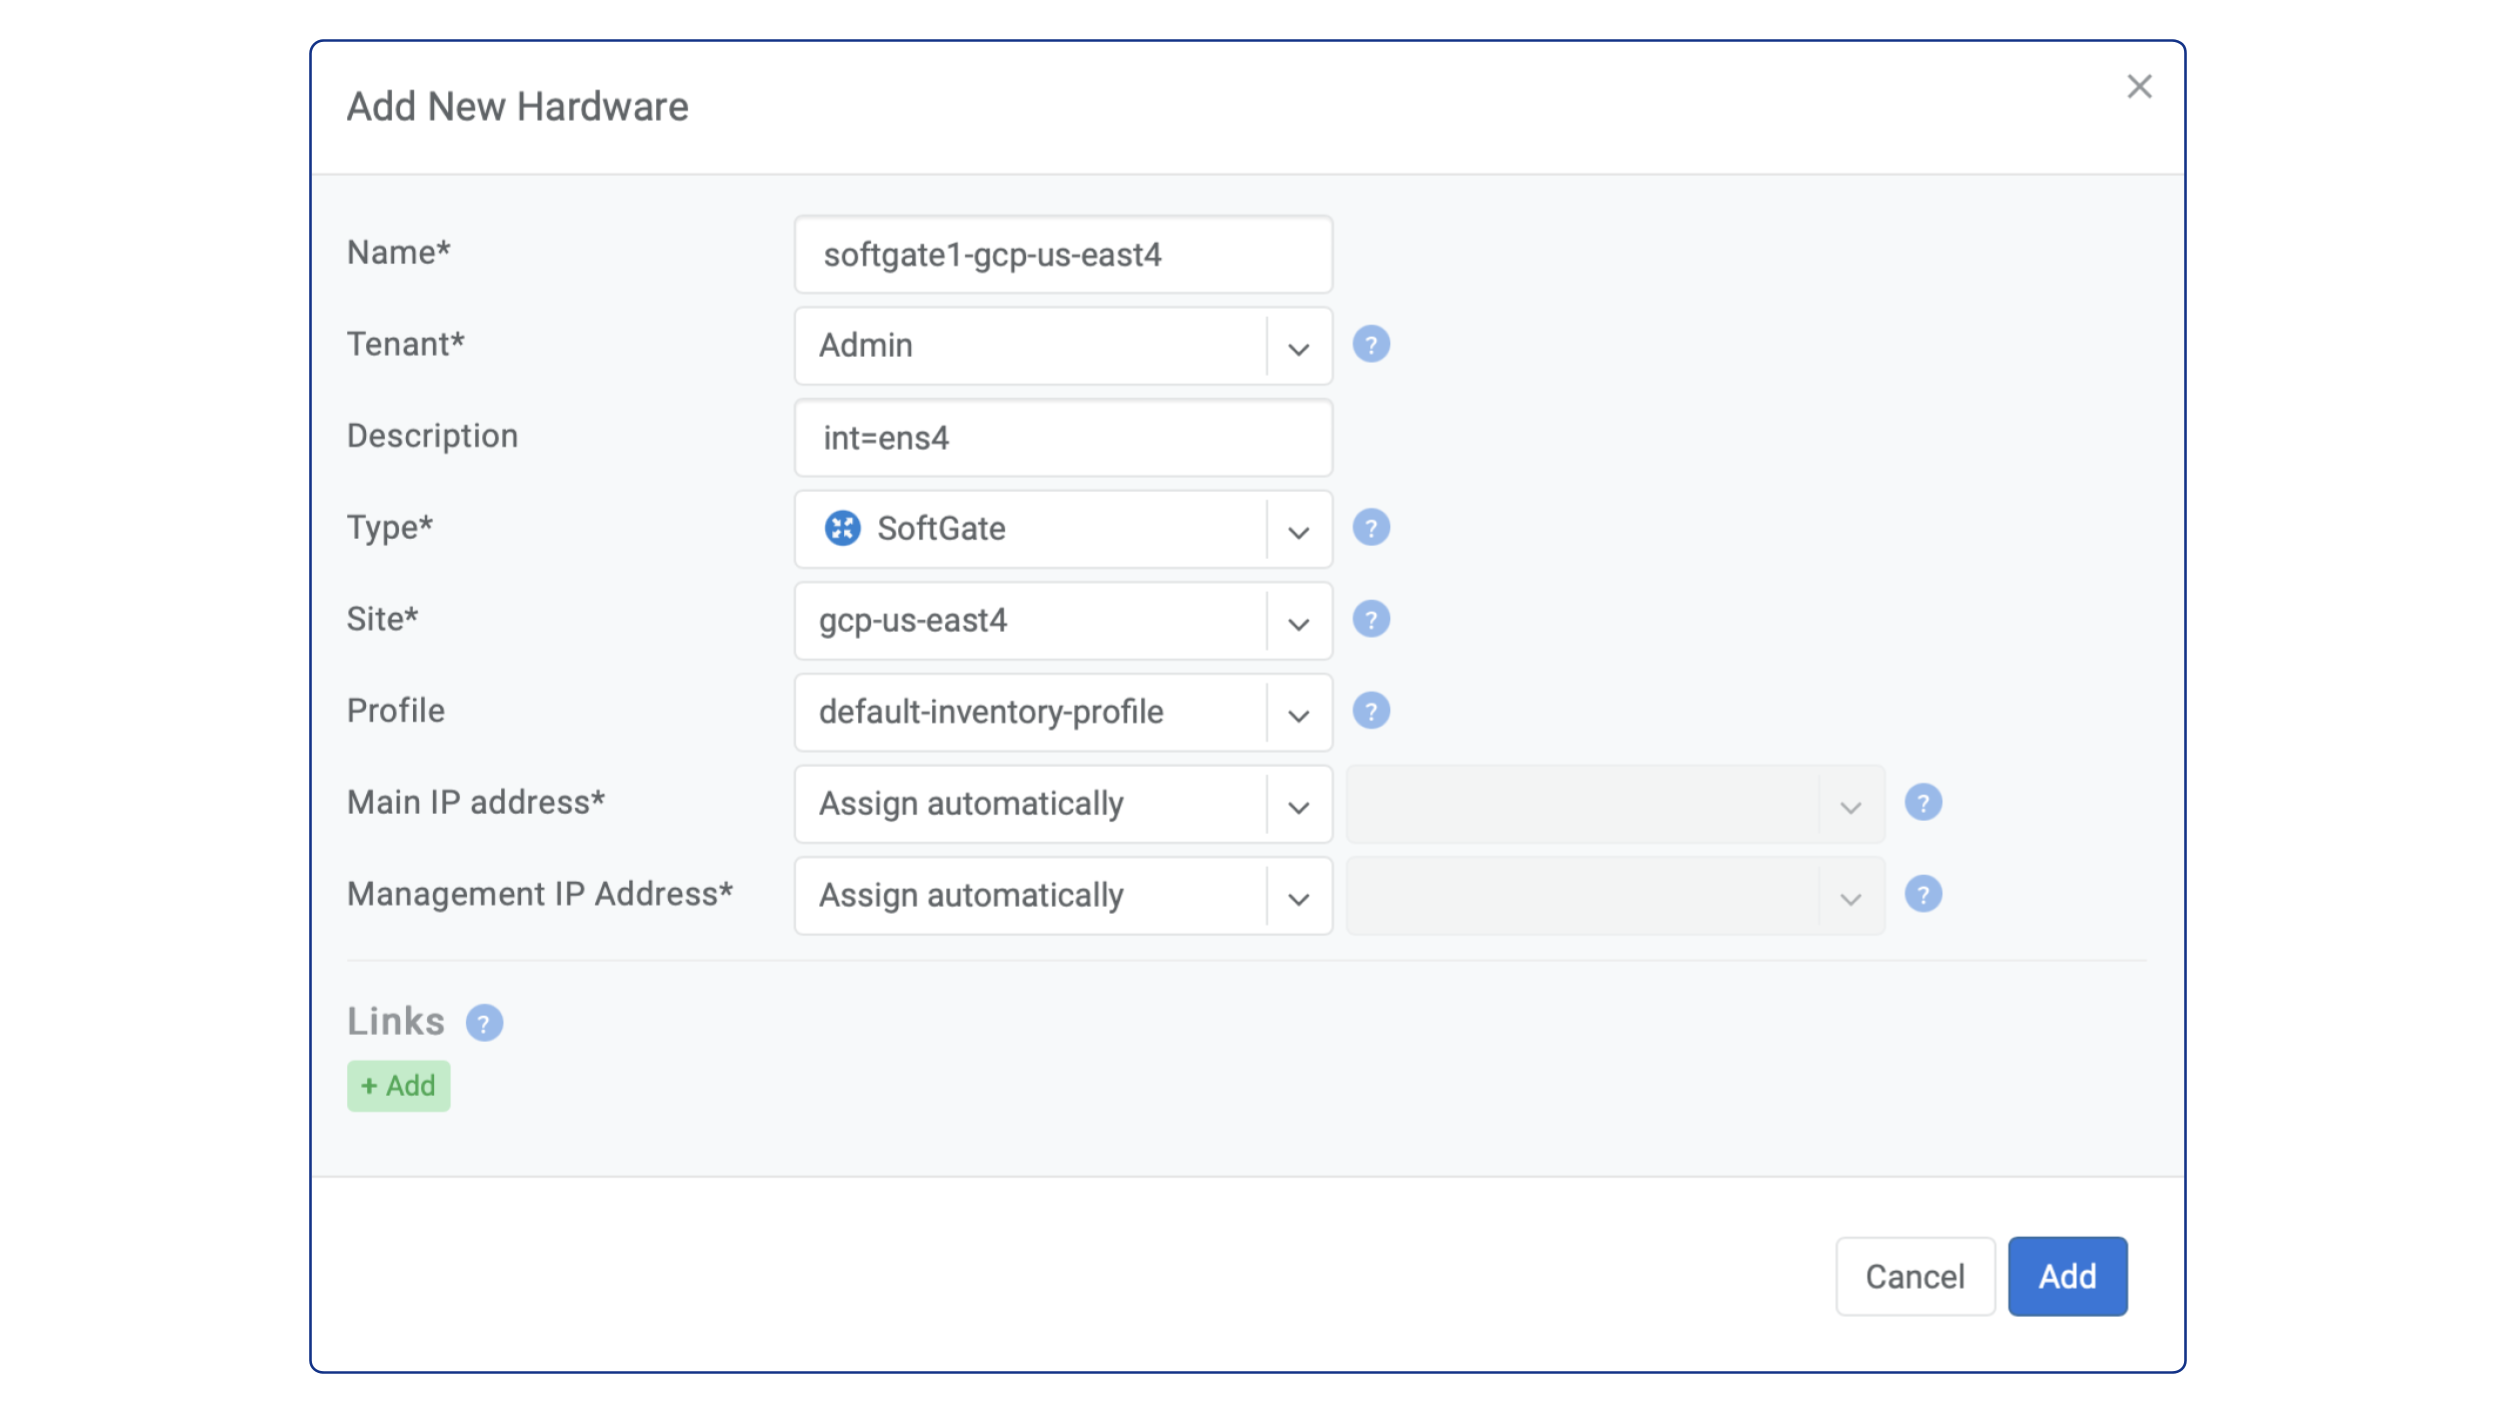 Add New Hardware
Name* softgate1-gcp-us-east4
Tenant* Admin ?
Description int=ens4
Type* SoftGate ?
Site* gcp-us-east4 ?
Profile default-inventory-profile ?
Main IP address* Assign automatically ?
Management IP Address* Assign automatically ?
Links ?
+ Add
Cancel Add